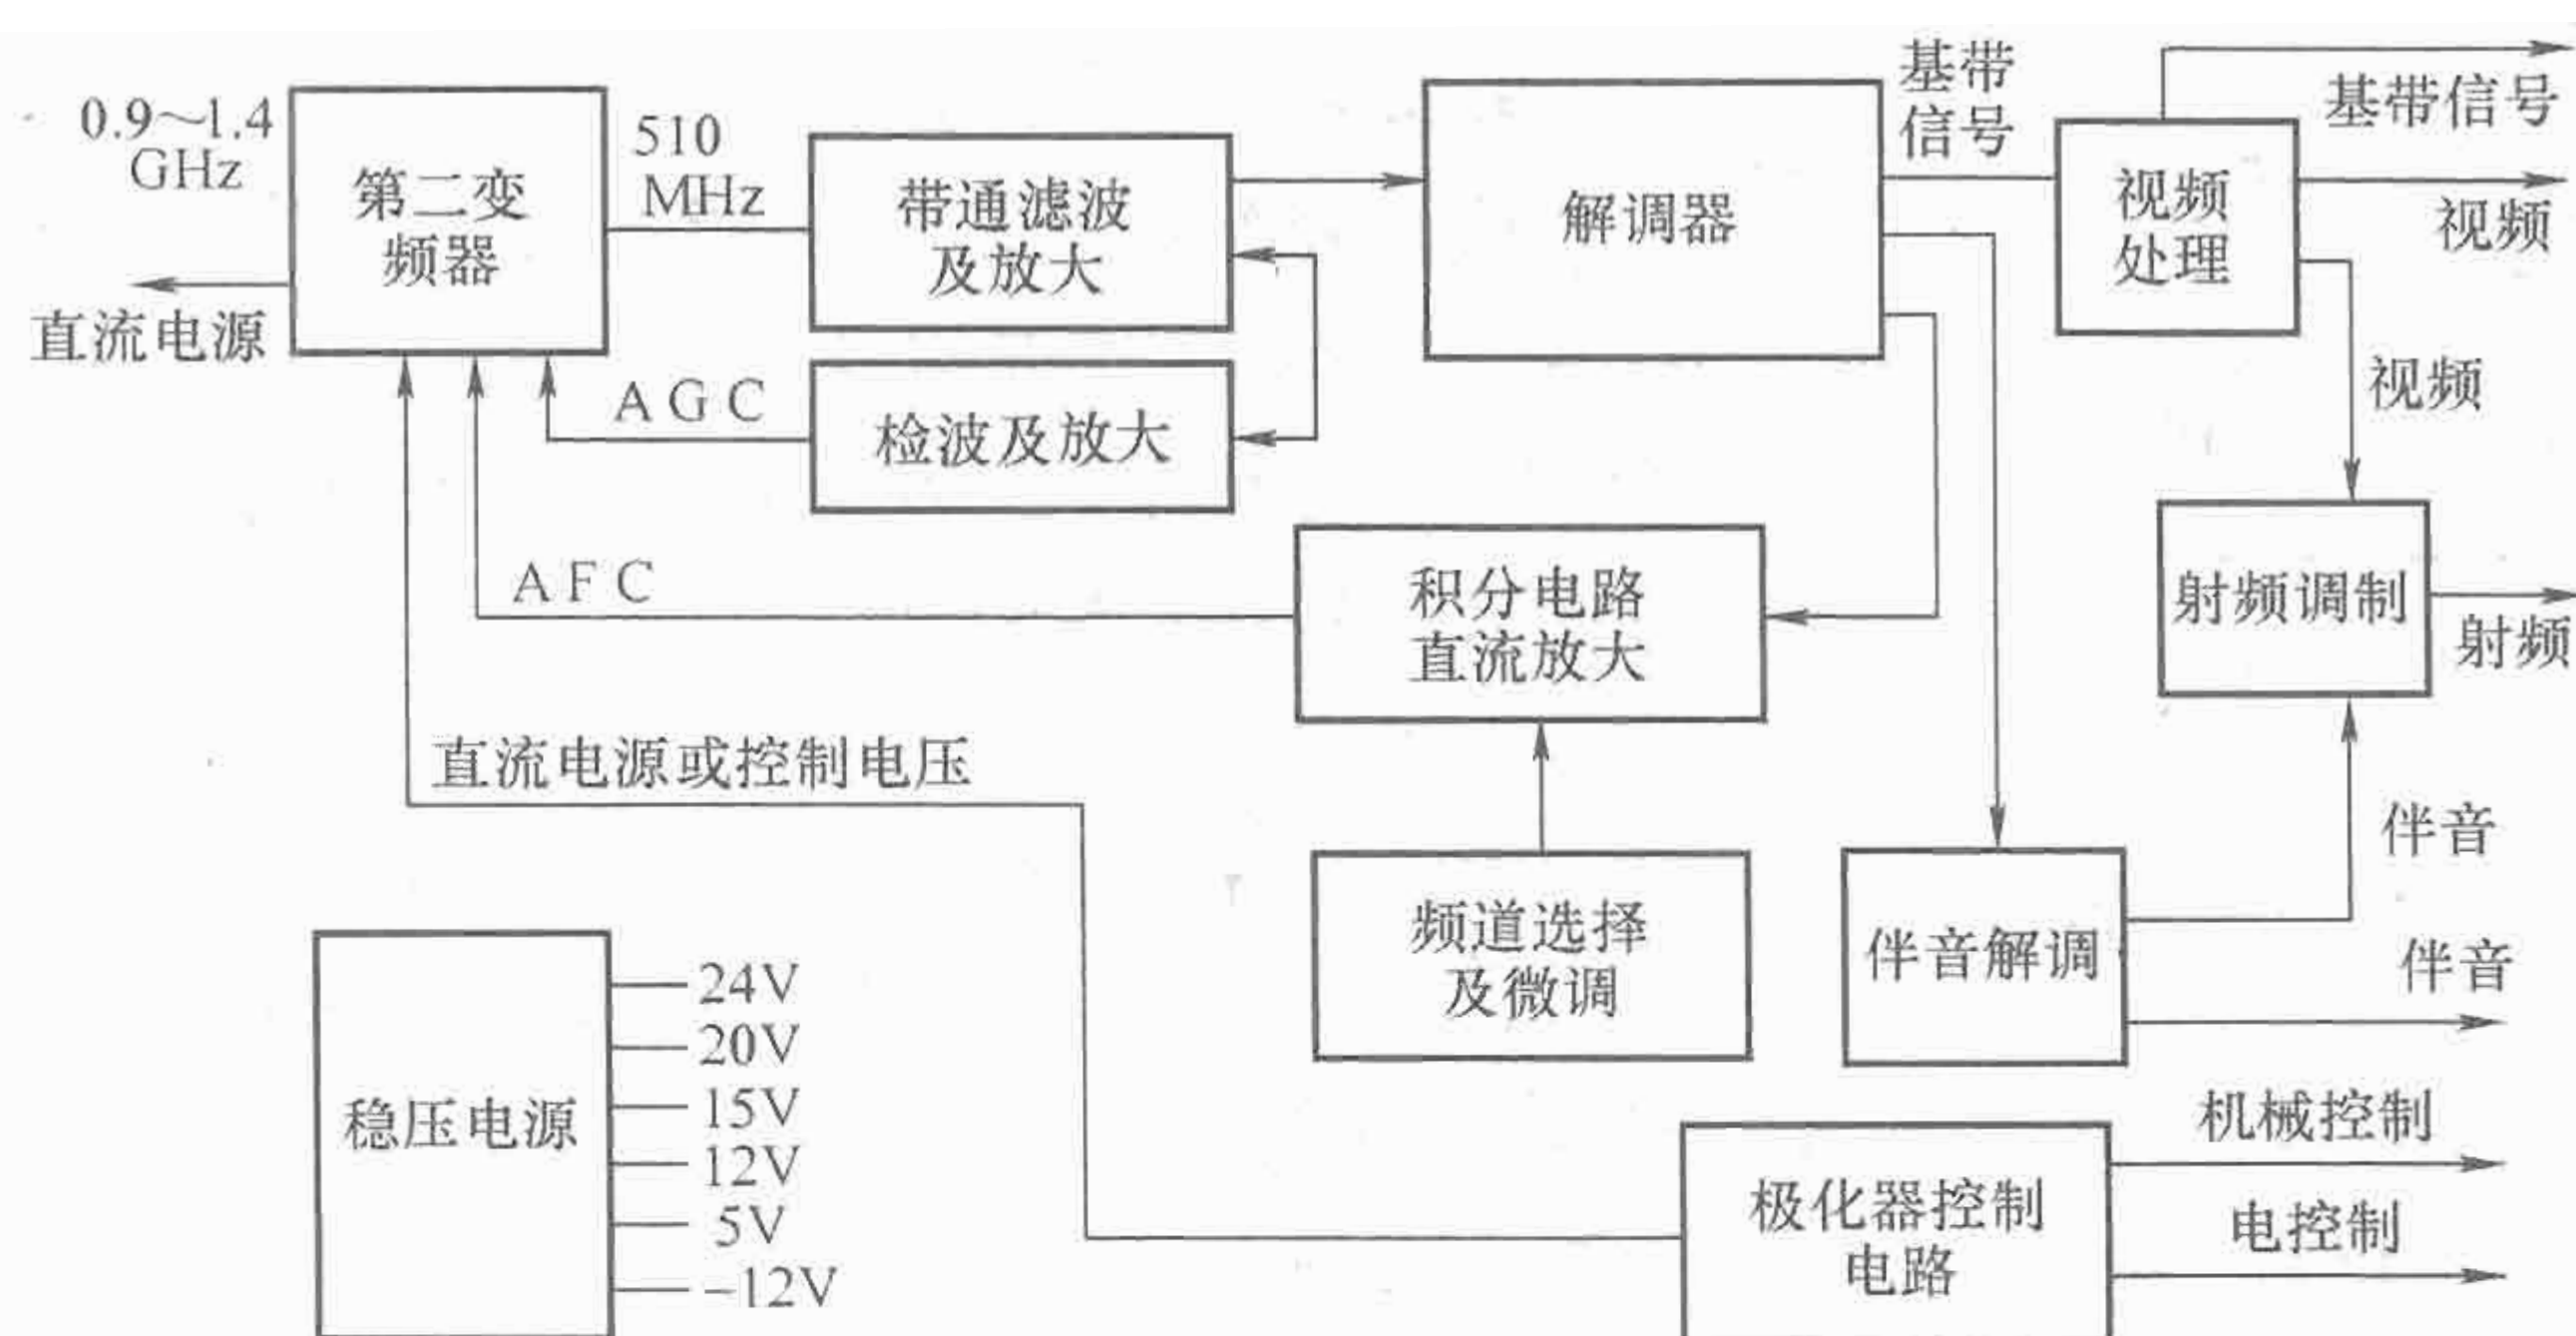 0.9~1.4
GHz
直流电源
第二变
频器
510
MHz
带通滤波
及放大
解调器
基带
信号
视频
处理
基带信号
视频
视频
AGC
检波及放大
AFC
积分电路
直流放大
射频调制
射频
直流电源或控制电压
频道选择
及微调
伴音解调
伴音
伴音
稳压电源
24V
20V
15V
12V
5V
-12V
极化器控制
电路
机械控制
电控制